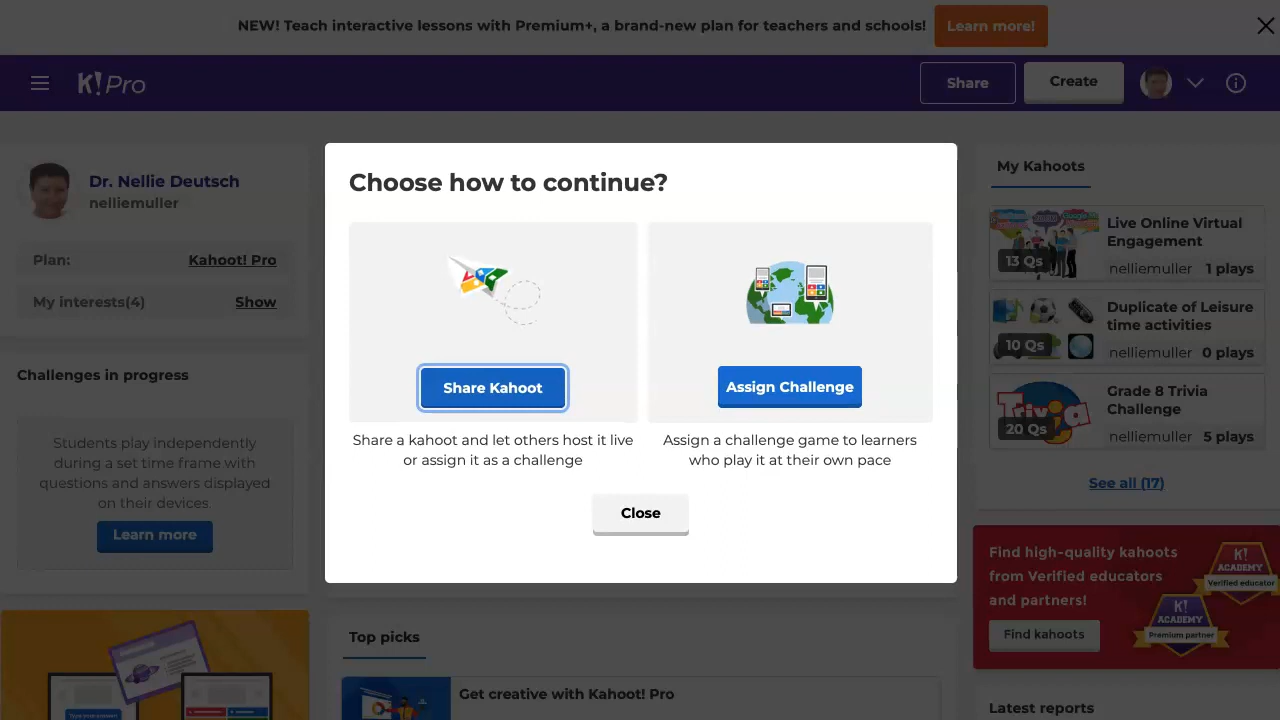 NEW! Teach interactive lessons with Premium+, a brand-new plan for teachers and schools!
Learn more!
K! Pro
Share
Create
Dr. Nellie Deutsch
nelliemuller
Plan:
Kahoot! Pro
My interests(4)
Show
Challenges in progress
Students play independently
during a set time frame with
questions and answers displayed
on their devices.
Learn more
Choose how to continue?
Share Kahoot
Share a kahoot and let others host it live
or assign it as a challenge
Assign Challenge
Assign a challenge game to learners
who play it at their own pace
Close
Top picks
Get creative with Kahoot! Pro
My Kahoots
13 Qs
Live Online Virtual
Engagement
nelliemuller
1 plays
10 Qs
Duplicate of Leisure
time activities
nelliemuller
0 plays
Trivia
20 Qs
Grade 8 Trivia
Challenge
nelliemuller
5 plays
See all (17)
Find high-quality kahoots
from Verified educators
and partners!
Find kahoots
K!
ACADEMY
Verified educator
K!
ACADEMY
Premium partner
Latest reports